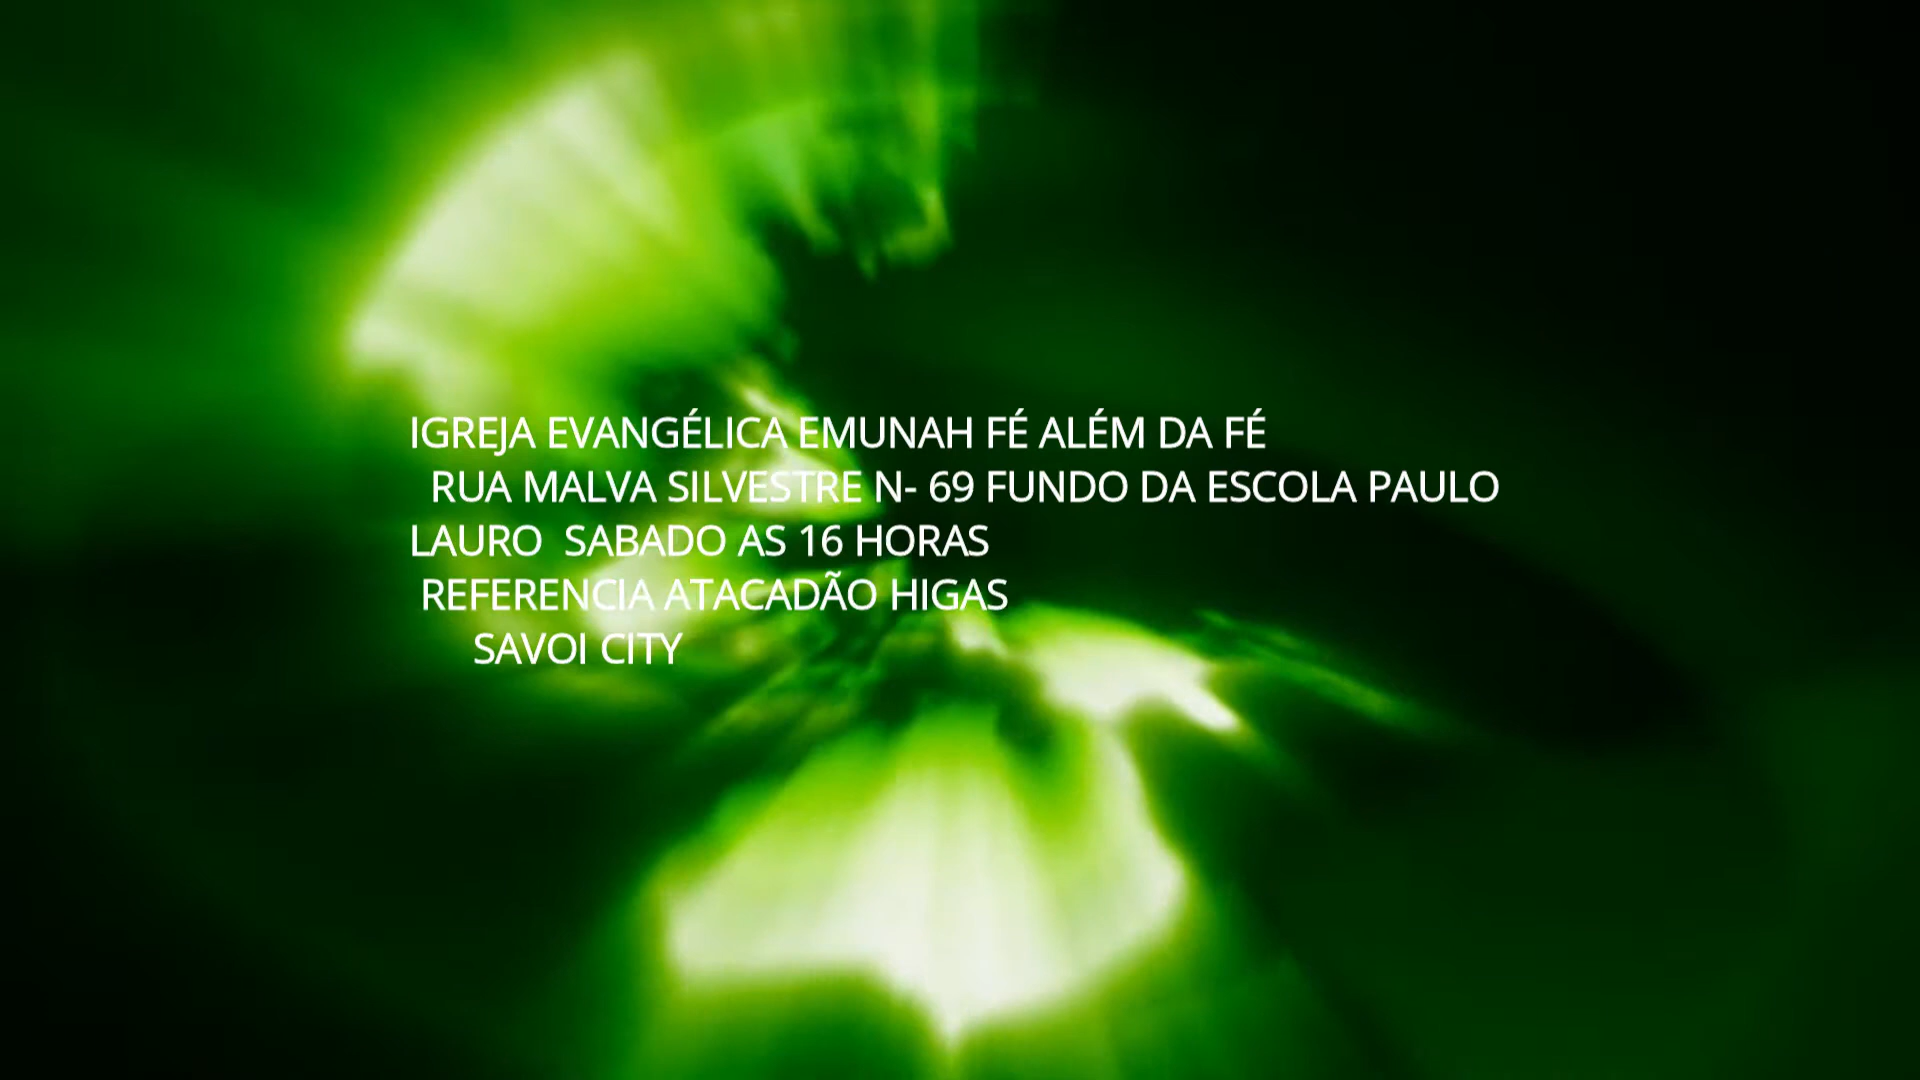 IGREJA EVANGÉLICA EMUNAH FÉ ALÉM DA FÉ
RUA MALVA SILVESTRE N- 69 FUNDO DA ESCOLA PAULO
LAURO SABADO AS 16 HORAS
REFERENCIA ATACADÃO HIGAS
SAVOI CITY